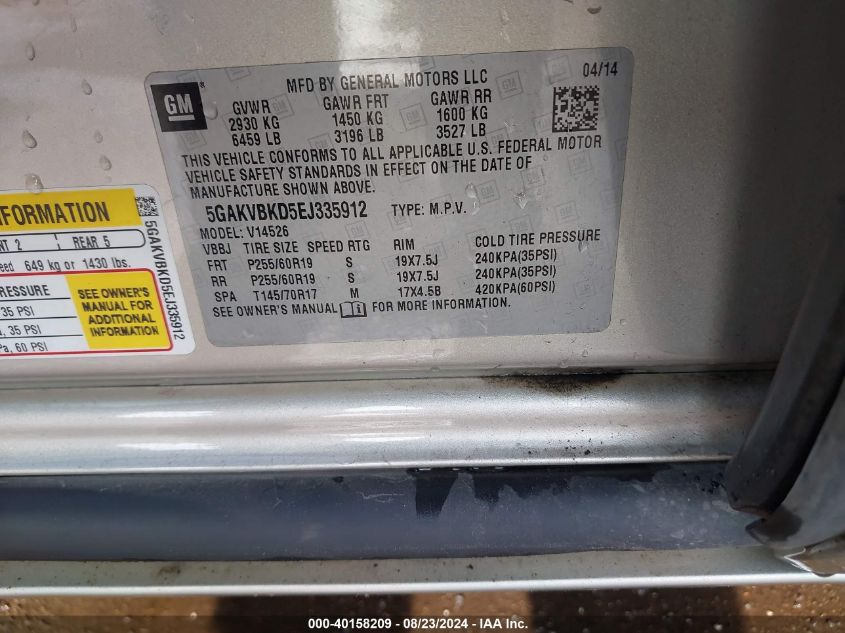 MFD BY GENERAL MOTORS LLC 04/14
GM
GVWR GAWR FRT GAWR RR
2930 KG 1450 KG 1600 KG
6459 LB 3196 LB 3527 LB
THIS VEHICLE CONFORMS TO ALL APPLICABLE U.S. FEDERAL MOTOR
VEHICLE SAFETY STANDARDS IN EFFECT ON THE DATE OF
MANUFACTURE SHOWN ABOVE.
5GAKVBKD5EJ335912 TYPE: M.P.V.
MODEL: V14526
VBBJ TIRE SIZE SPEED RTG RIM COLD TIRE PRESSURE
FRT P255/60R19 S 19X7.5J 240KPA(35PSI)
RR P255/60R19 S 19X7.5J 240KPA(35PSI)
SPA T145/70R17 M 17X4.5B 420KPA(60PSI)
SEE OWNER'S MANUAL FOR MORE INFORMATION.
INFORMATION
2 REAR 5
649 kg or 1430 lbs.
PRESSURE
35 PSI
35 PSI
60 PSI
SEE OWNER'S
MANUAL FOR
ADDITIONAL
INFORMATION
5GAKVBKD5EJ335912
000-40158209 - 08/23/2024 - IAA, Inc.